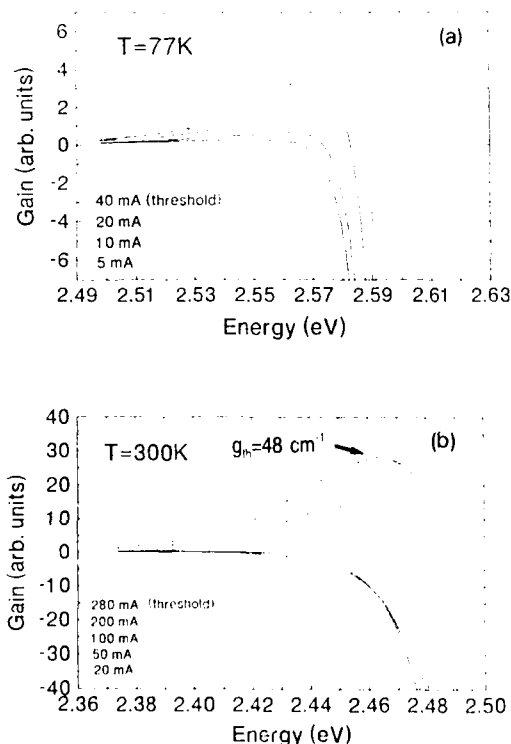 (a)
T=77K
Gain (arb. units)
6
4
2
0
-2
-4
-6
40 mA (threshold)
20 mA
10 mA
5 mA
2.49 2.51 2.53 2.55 2.57 2.59 2.61 2.63
Energy (eV)
(b)
T=300K
g_th=48 cm⁻¹
Gain (arb. units)
40
30
20
10
0
-10
-20
-30
-40
280 mA (threshold)
200 mA
100 mA
50 mA
20 mA
2.36 2.38 2.40 2.42 2.44 2.46 2.48 2.50
Energy (eV)